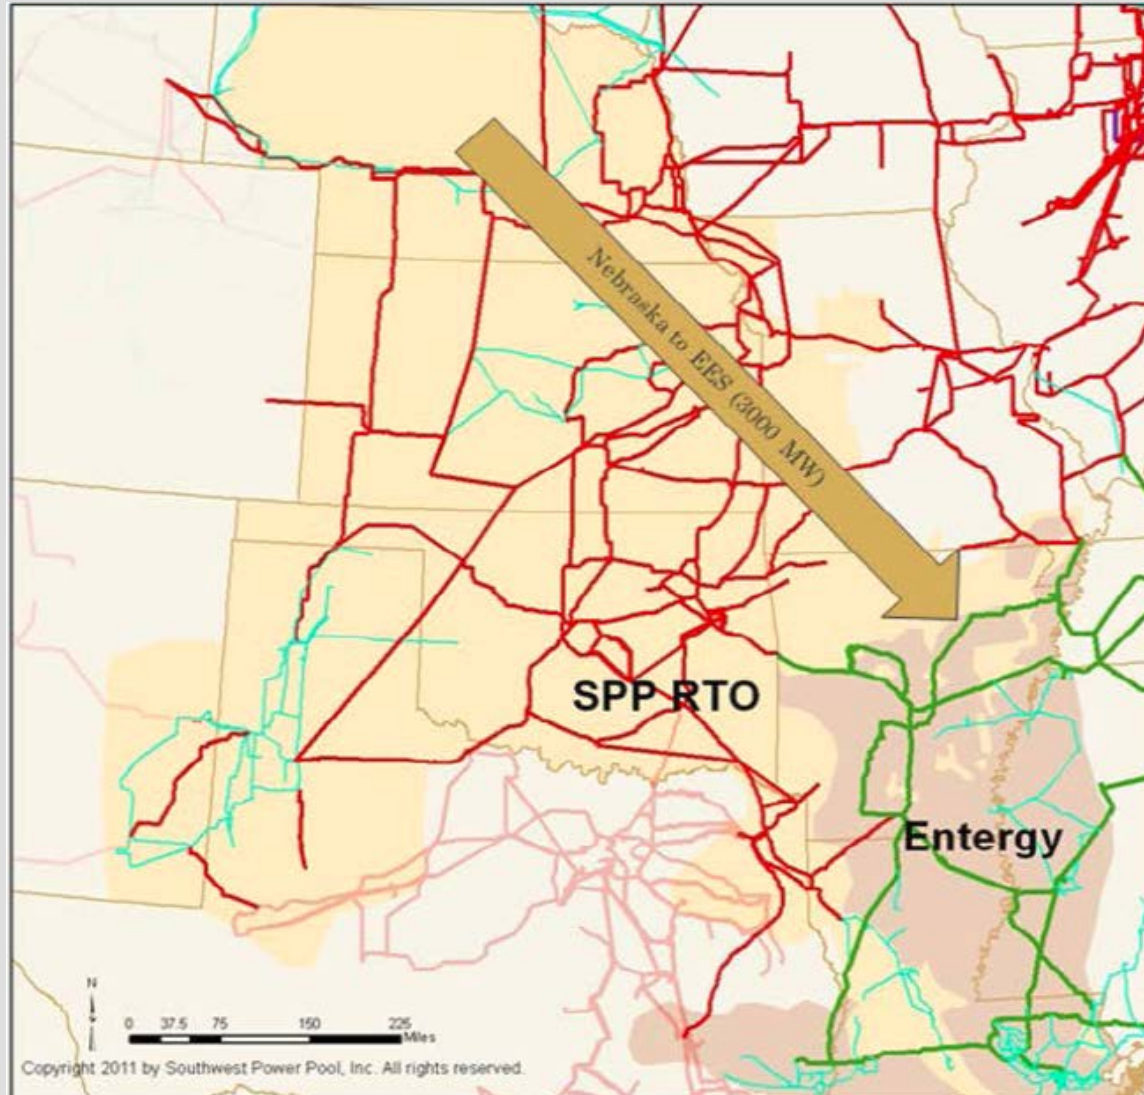 Nebraska to EES (3000 MW)
SPP RTO
Entergy
N
0 37.5 75 150 225
Miles
Copyright 2011 by Southwest Power Pool, Inc. All rights reserved.